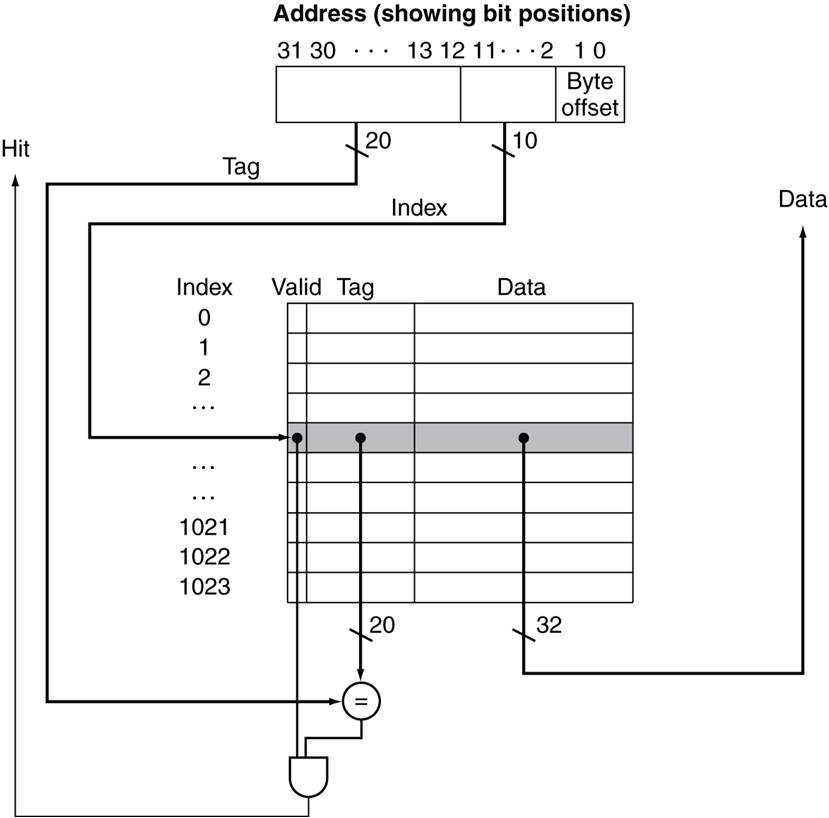 Address (showing bit positions)
31 30 ··· 13 12 11···2 1 0
Byte
offset
20
10
Hit
Tag
Index
Data
Index Valid Tag Data
0
1
2
···
···
···
1021
1022
1023
20
32
=